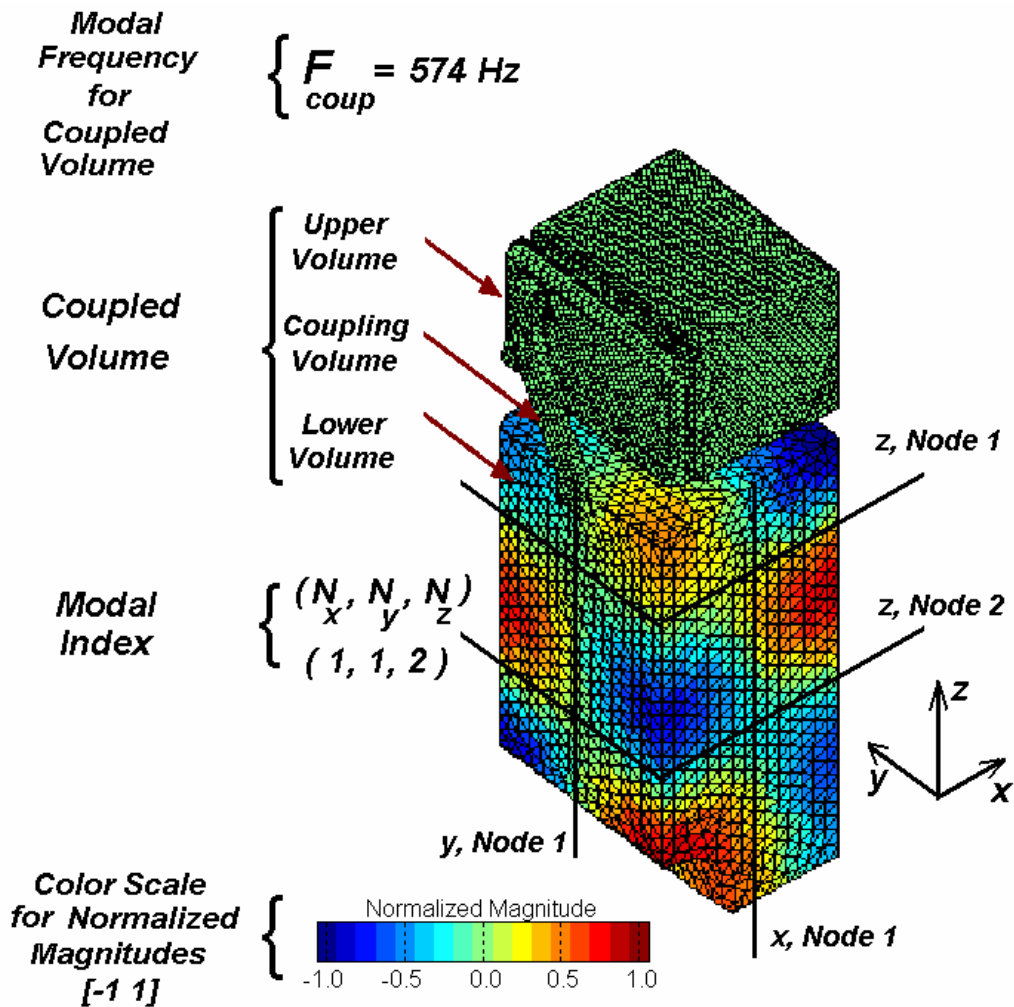 Modal
Frequency
for
Coupled
Volume
F coup = 574 Hz
Coupled
Volume
Upper
Volume
Coupling
Volume
Lower
Volume
z, Node 1
z, Node 2
Modal
Index
(N x, N y, N z)
( 1, 1, 2 )
z
y
x
y, Node 1
x, Node 1
Color Scale
for Normalized
Magnitudes
[-1 1]
Normalized Magnitude
-1.0 -0.5 0.0 0.5 1.0